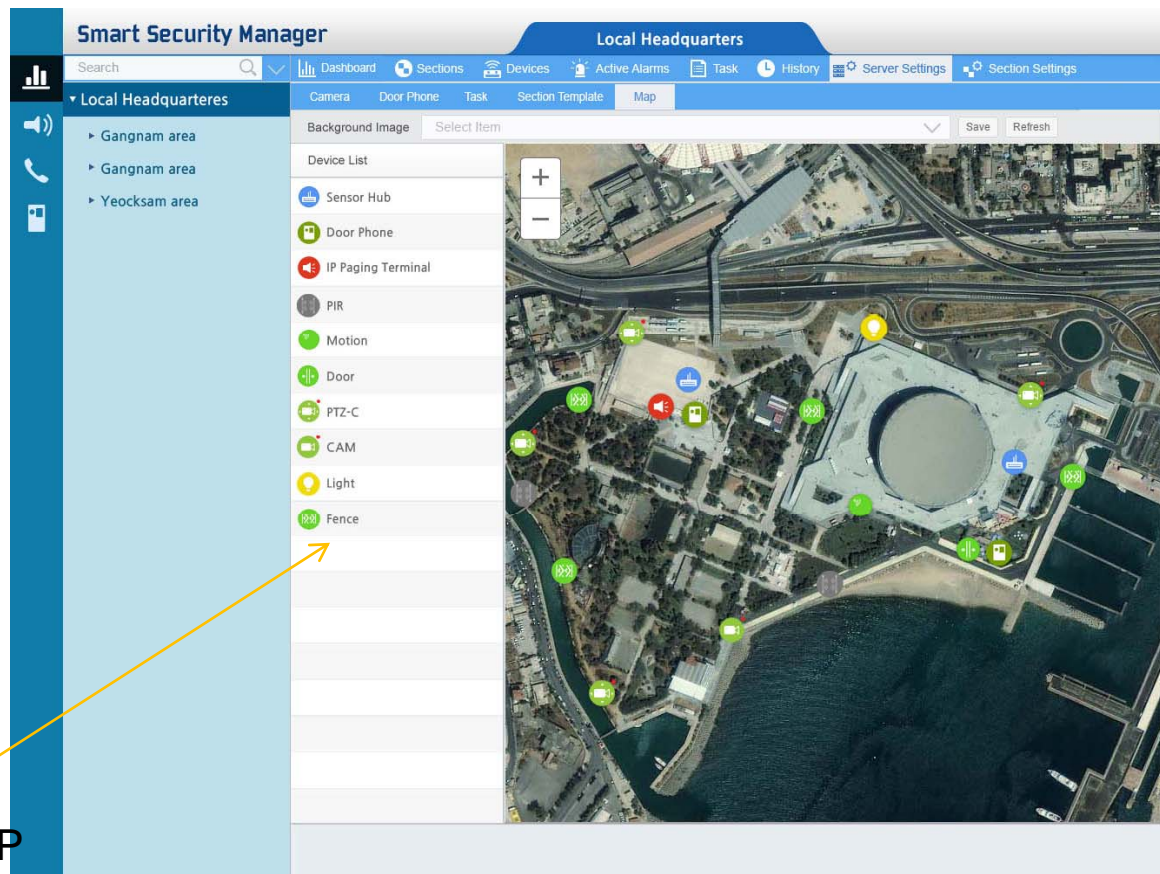 Smart Security Manager
Local Headquarters
Search
Dashboard Sections Devices Active Alarms Task History Server Settings Section Settings
Local Headquarteres
Camera Door Phone Task Section Template Map
Gangnam area
Gangnam area
Yeocksam area
Background Image Select Item Save Refresh
Device List
Sensor Hub
Door Phone
IP Paging Terminal
PIR
Motion
Door
PTZ-C
CAM
Light
Fence
P